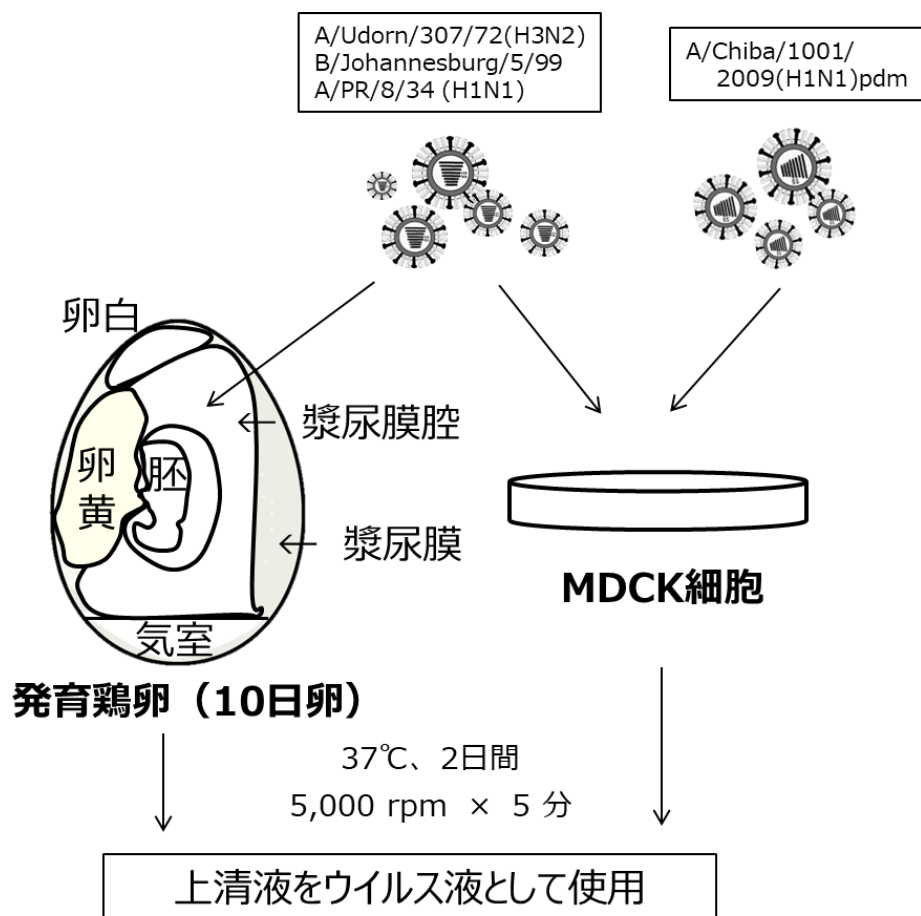 A/Udorn/307/72(H3N2)
B/Johannesburg/5/99
A/PR/8/34 (H1N1)
A/Chiba/1001/
2009(H1N1)pdm
卵白
漿尿膜腔
卵
黄
胚
漿尿膜
気室
MDCK細胞
発育鶏卵（10日卵）
37℃、2日間
5,000 rpm × 5 分
上清液をウイルス液として使用